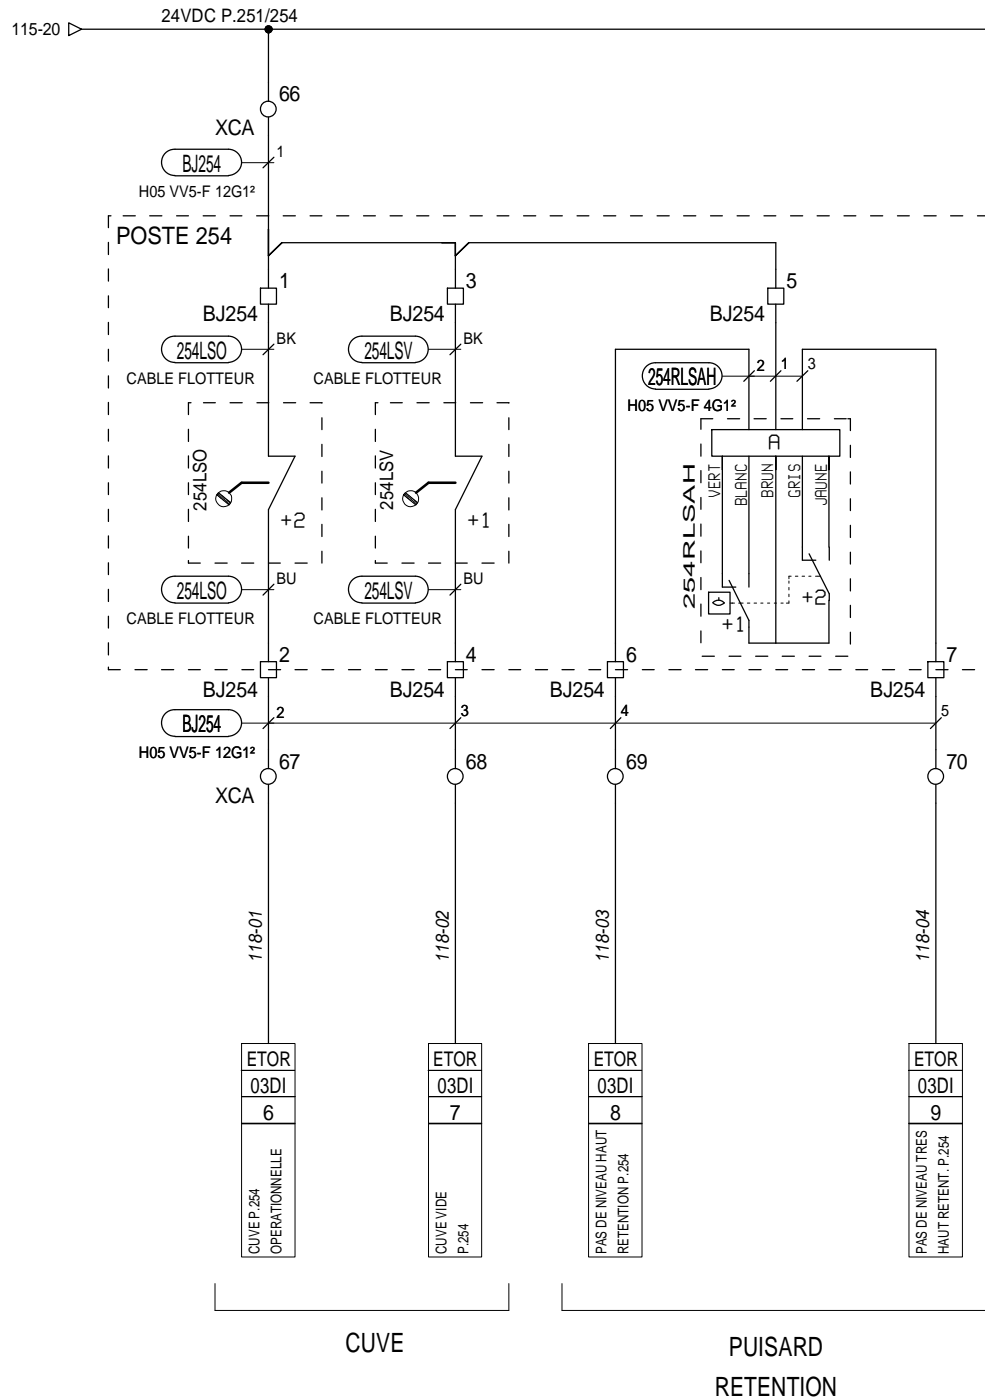 24VDC P.251/254
115-20
66
XCA
1
BJ254
H05 VV5-F 12G1²
POSTE 254
1
3
5
BJ254
BJ254
BJ254
254LSO
BK
254LSV
BK
CABLE FLOTTEUR
CABLE FLOTTEUR
254RLSAH
2
1
3
H05 VV5-F 4G1²
254LSO
+2
254LSV
+1
254RLSAH
A
VERT
BLANC
BRUN
GRIS
JAUNE
+1
+2
254LSO
BU
254LSV
BU
CABLE FLOTTEUR
CABLE FLOTTEUR
2
4
6
7
BJ254
BJ254
BJ254
BJ254
BJ254
2
3
4
5
H05 VV5-F 12G1²
67
68
69
70
XCA
118-01
118-02
118-03
118-04
ETOR
ETOR
ETOR
ETOR
03DI
03DI
03DI
03DI
6
7
8
9
CUVE P.254
OPERATIONNELLE
CUVE VIDE
P.254
PAS DE NIVEAU HAUT
RETENTION P.254
PAS DE NIVEAU TRES
HAUT RETENT. P.254
CUVE
PUISARD
RETENTION